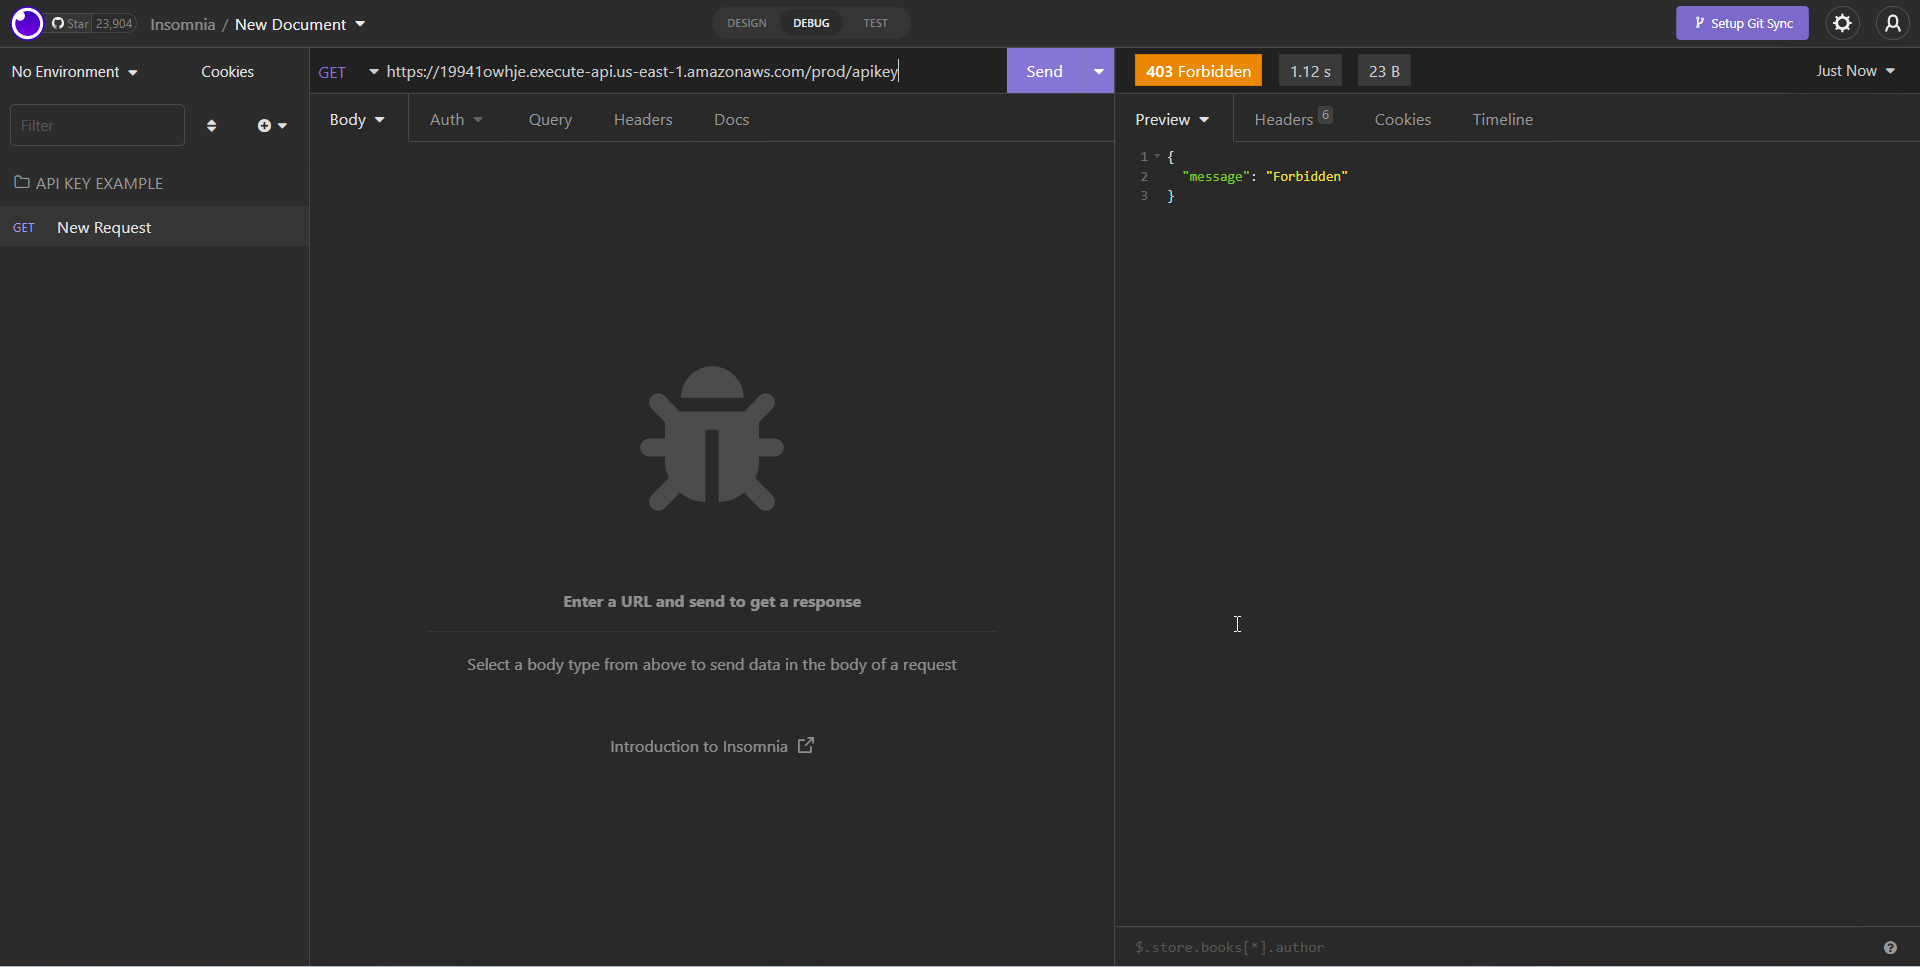 Star 23,904 Insomnia / New Document DESIGN DEBUG TEST Setup Git Sync
No Environment Cookies GET https://19941owhje.execute-api.us-east-1.amazonaws.com/prod/apikey Send 403 Forbidden 1.12 s 23 B Just Now
Filter Body Auth Query Headers Docs Preview Headers 6 Cookies Timeline
1 {
2 "message": "Forbidden"
3 }
API KEY EXAMPLE
GET New Request
Enter a URL and send to get a response
Select a body type from above to send data in the body of a request
Introduction to Insomnia
$.store.books[*].author